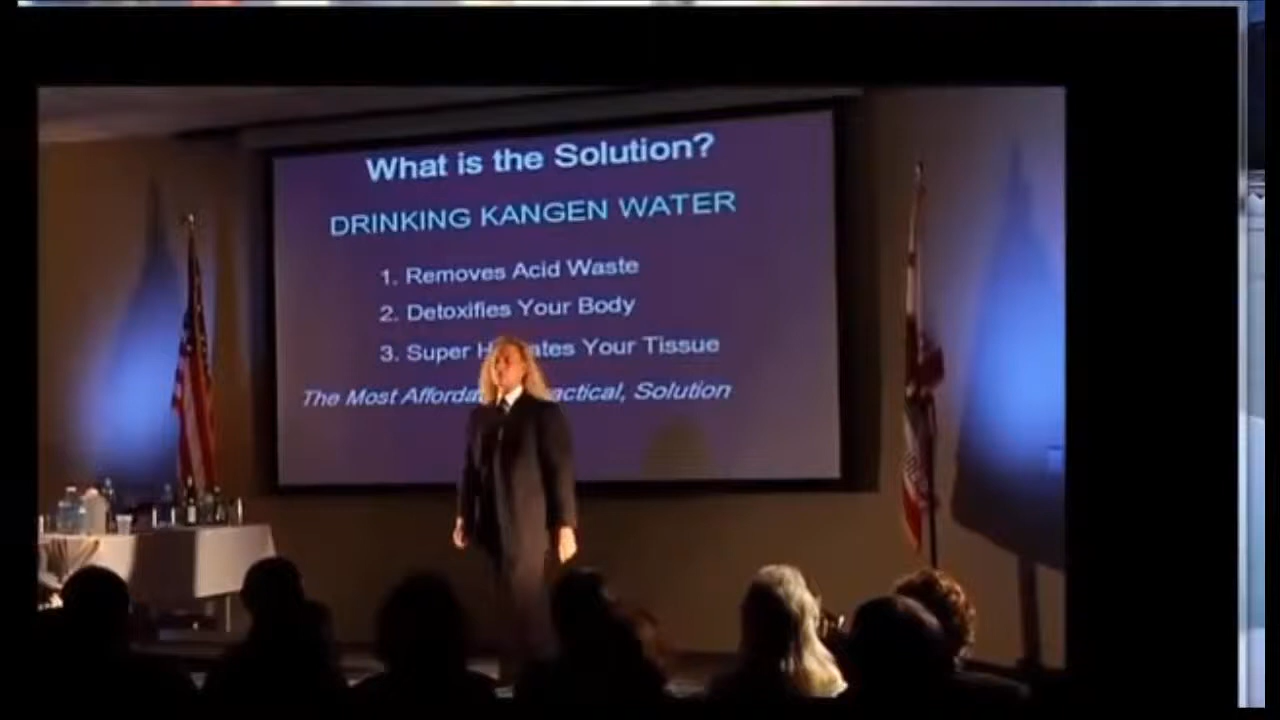 What is the Solution?
DRINKING KANGEN WATER
1. Removes Acid Waste
2. Detoxifies Your Body
3. Super Your Tissue
The Most Solution